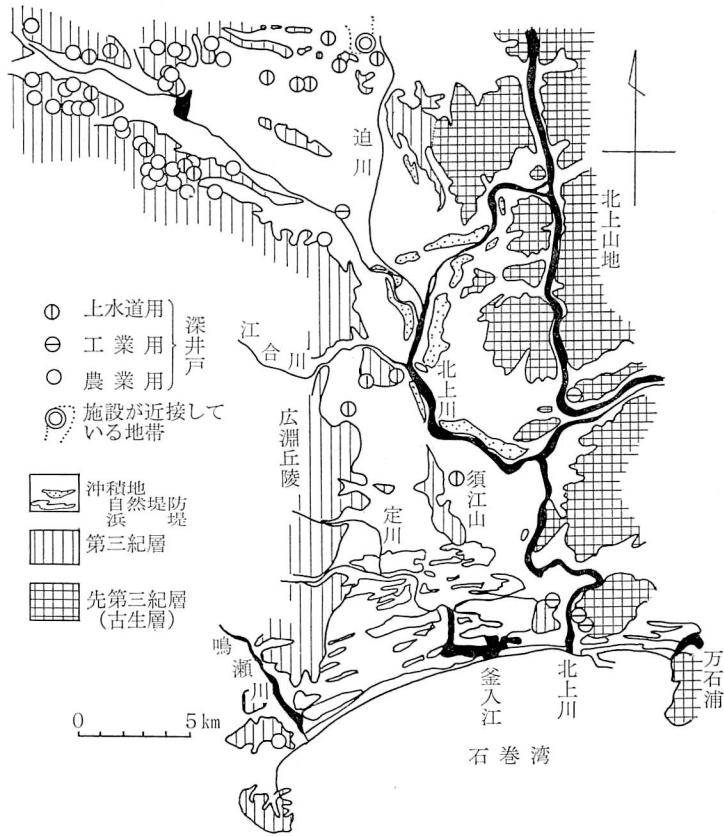 迫川
北上山地
上水道用
工業用
農業用
深井戸
施設が近接して
いる地帯
沖積地
自然堤防
浜堤
第三紀層
先第三紀層
(古生層)
江合川
北上川
広淵丘陵
須江山
定川
鳴瀬川
0 5km
釜入江
北上川
万石浦
石巻湾